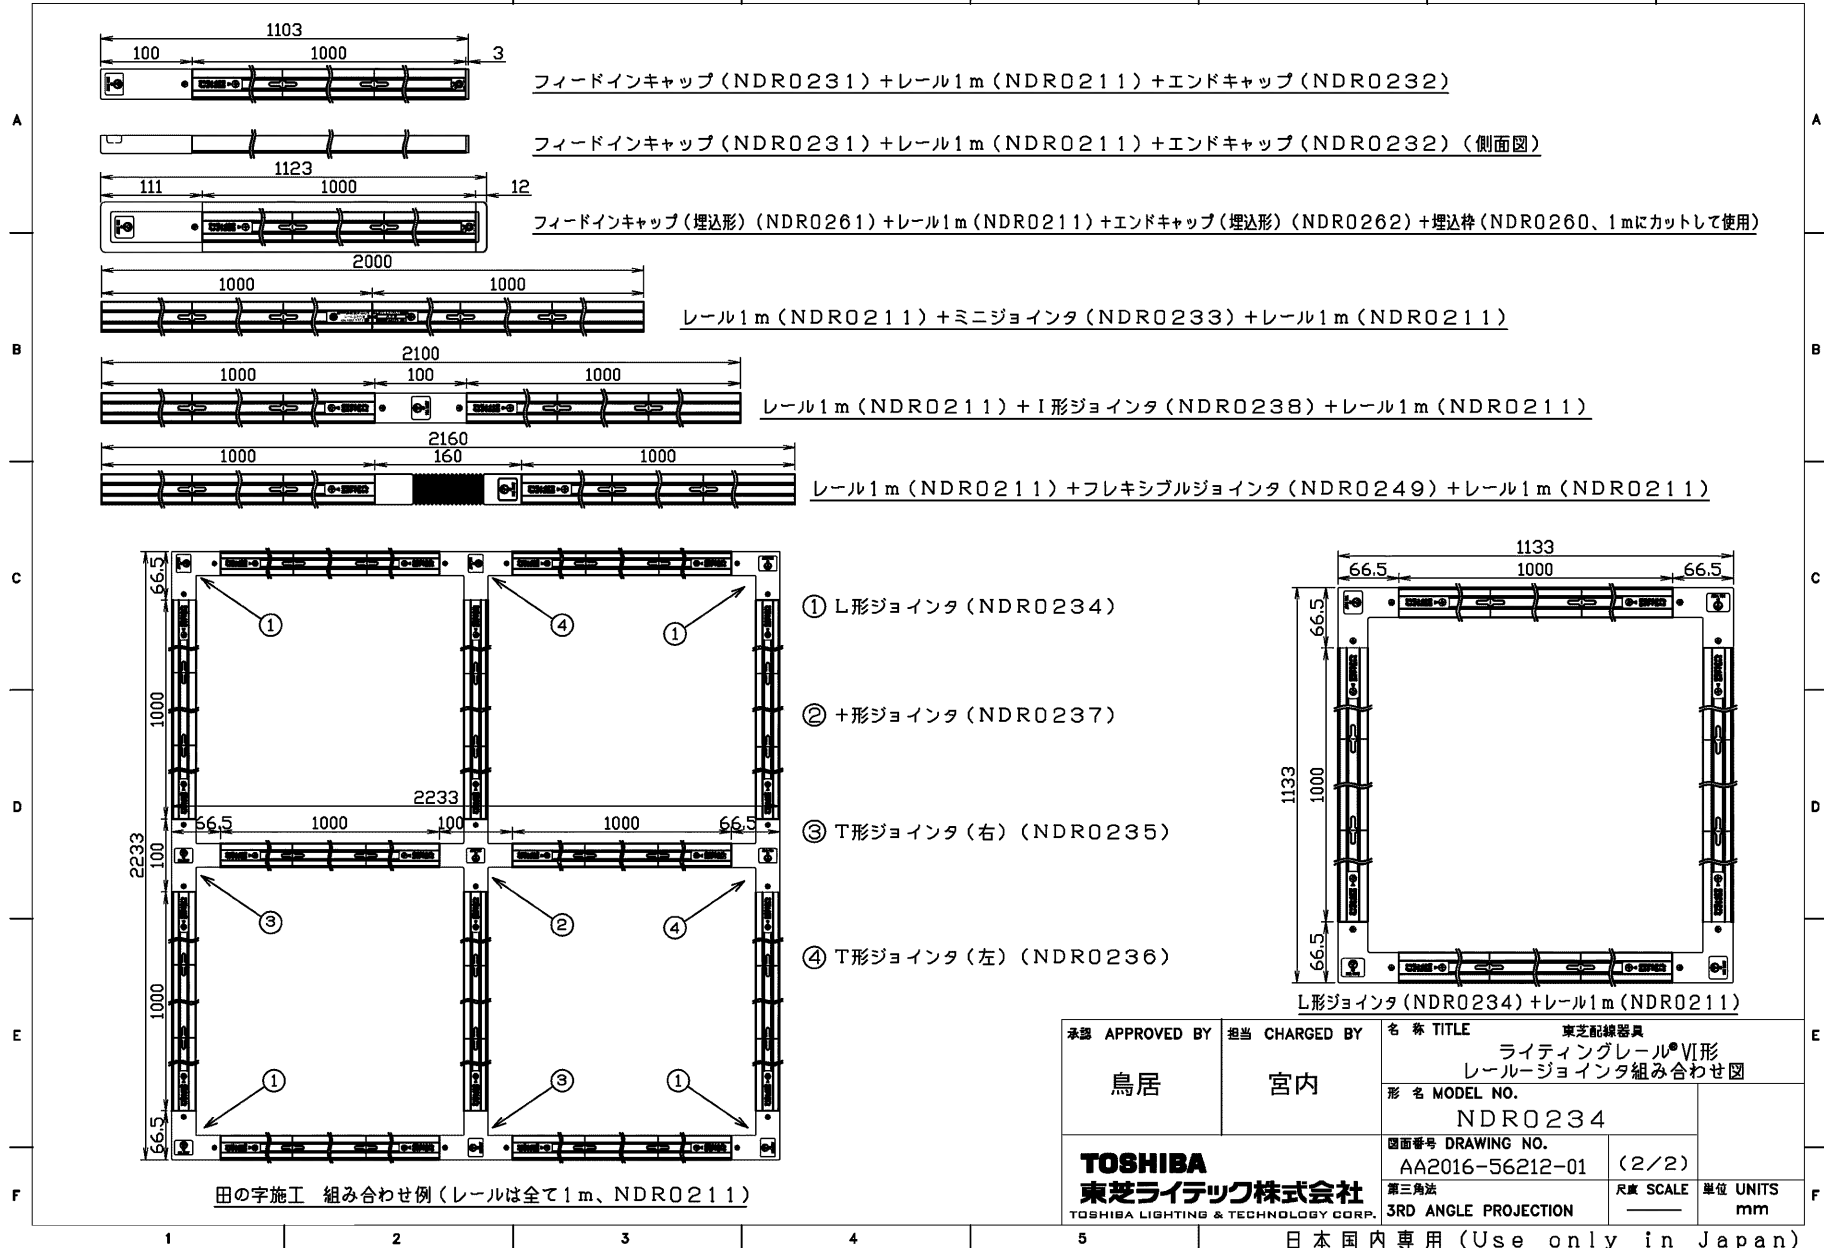 1103
100 1000 3
フィードインキャップ(NDR0231)+レール1m(NDR0211)+エンドキャップ(NDR0232)
A A
フィードインキャップ(NDR0231)+レール1m(NDR0211)+エンドキャップ(NDR0232)(側面図)
1123
111 1000 12
フィードインキャップ(埋込形)(NDR0261)+レール1m(NDR0211)+エンドキャップ(埋込形)(NDR0262)+埋込枠(NDR0260、1mにカットして使用)
2000
1000 1000
レール1m(NDR0211)+ミニジョインタ(NDR0233)+レール1m(NDR0211)
B B
2100
1000 100 1000
レール1m(NDR0211)+I形ジョインタ(NDR0238)+レール1m(NDR0211)
2160
1000 160 1000
レール1m(NDR0211)+フレキシブルジョインタ(NDR0249)+レール1m(NDR0211)
C C
66.5
① ④ ①
1000
2233
66.5 1000 100 1000 66.5
2233
100
③ ② ④
1000
① ③ ①
66.5
田の字施工 組み合わせ例(レールは全て1m、NDR0211)
① L形ジョインタ(NDR0234)
② +形ジョインタ(NDR0237)
③ T形ジョインタ(右)(NDR0235)
④ T形ジョインタ(左)(NDR0236)
1133
66.5 1000 66.5
66.5
1133
1000
66.5
L形ジョインタ(NDR0234)+レール1m(NDR0211)
D D
E E
F F
承認 APPROVED BY
鳥居
担当 CHARGED BY
宮内
名 称 TITLE
東芝配線器具
ライティングレール®VI形
レールージョインタ組み合わせ図
形 名 MODEL NO.
NDR0234
図面番号 DRAWING NO.
AA2016-56212-01 (2/2)
第三角法
3RD ANGLE PROJECTION
尺度 SCALE
単位 UNITS
mm
TOSHIBA
東芝ライテック株式会社
TOSHIBA LIGHTING & TECHNOLOGY CORP.
1 2 3 4 5
日本国内専用(Use only in Japan)